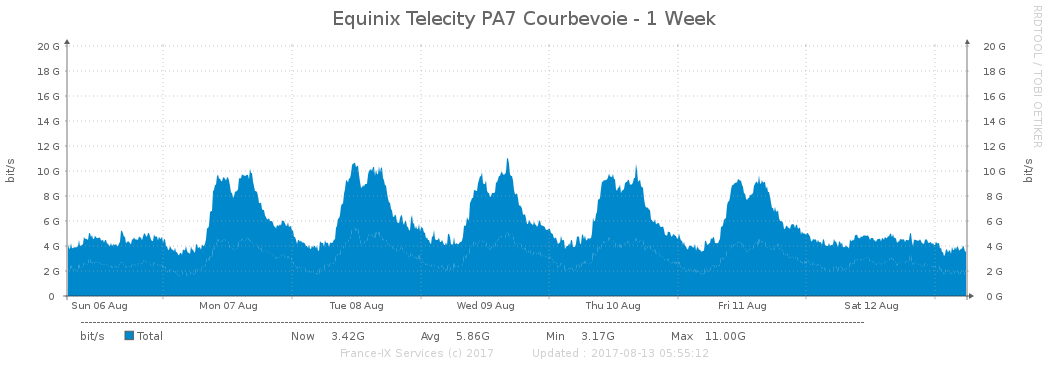 Equinix Telecity PA7 Courbevoie - 1 Week
RRDTOOL / TOBI OETIKER
20 G 20 G
18 G 18 G
16 G 16 G
14 G 14 G
12 G 12 G
10 G 10 G
8 G 8 G
6 G 6 G
4 G 4 G
2 G 2 G
0 0 G
bit/s bit/s
Sun 06 Aug Mon 07 Aug Tue 08 Aug Wed 09 Aug Thu 10 Aug Fri 11 Aug Sat 12 Aug
bit/s Total Now 3.42G Avg 5.86G Min 3.17G Max 11.00G
France-IX Services (c) 2017 Updated : 2017-08-13 05:55:12